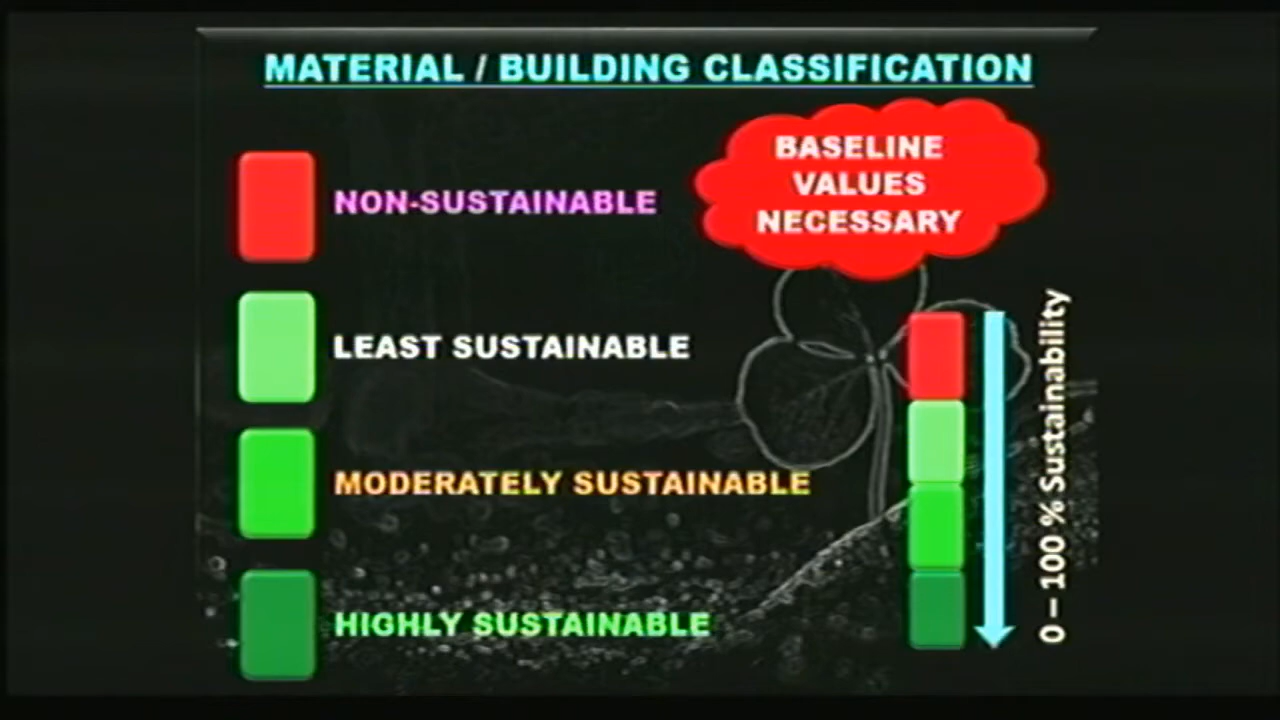 MATERIAL / BUILDING CLASSIFICATION
BASELINE
VALUES
NECESSARY
NON-SUSTAINABLE
LEAST SUSTAINABLE
MODERATELY SUSTAINABLE
HIGHLY SUSTAINABLE
0 – 100 % Sustainability